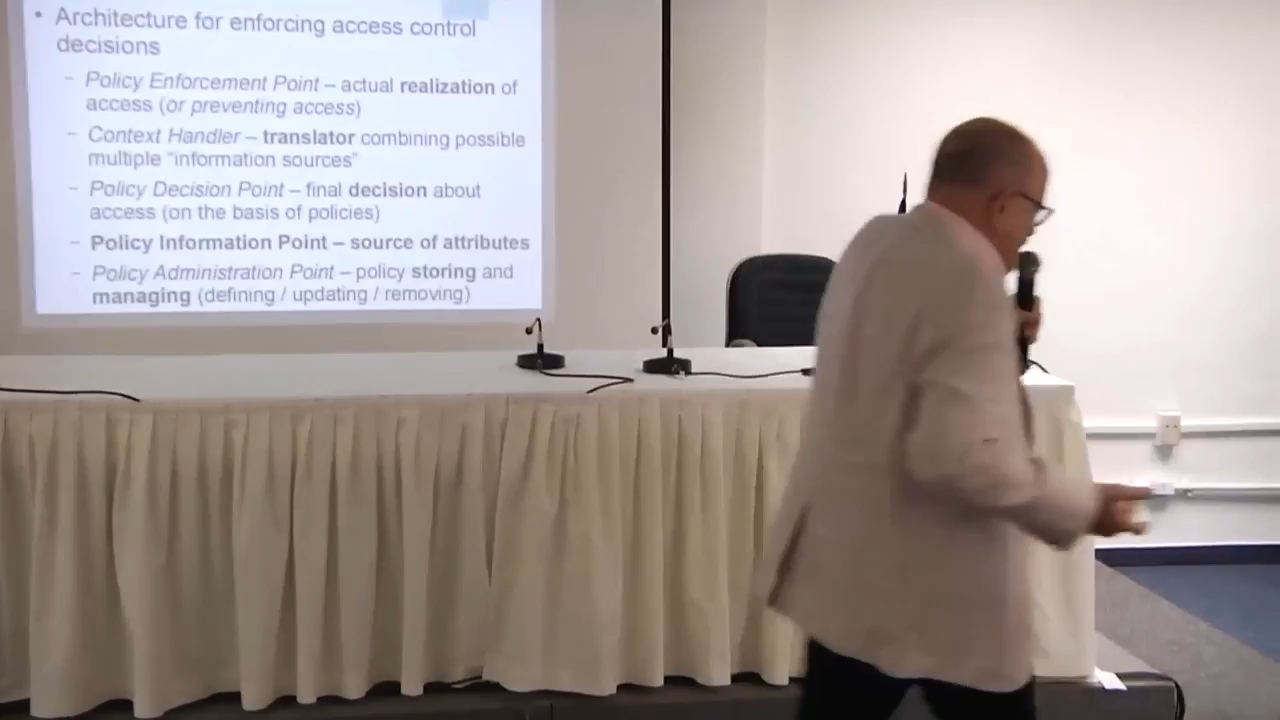 • Architecture for enforcing access control
decisions
– Policy Enforcement Point – actual realization of
access (or preventing access)
– Context Handler – translator combining possible
multiple "information sources"
– Policy Decision Point – final decision about
access (on the basis of policies)
– Policy Information Point – source of attributes
– Policy Administration Point – policy storing and
managing (defining / updating / removing)